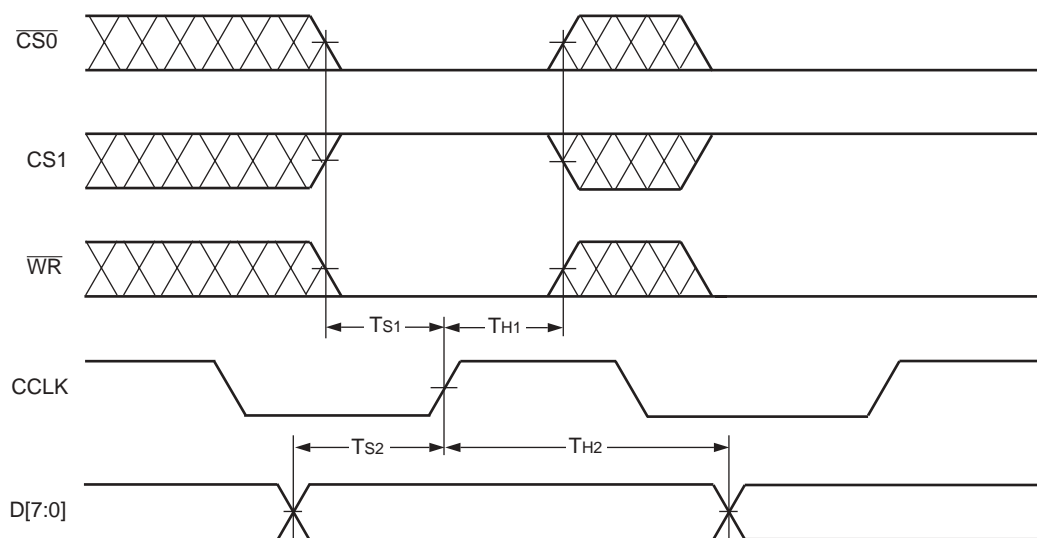 CS0
CS1
WR
TS1
TH1
CCLK
TS2
TH2
D[7:0]